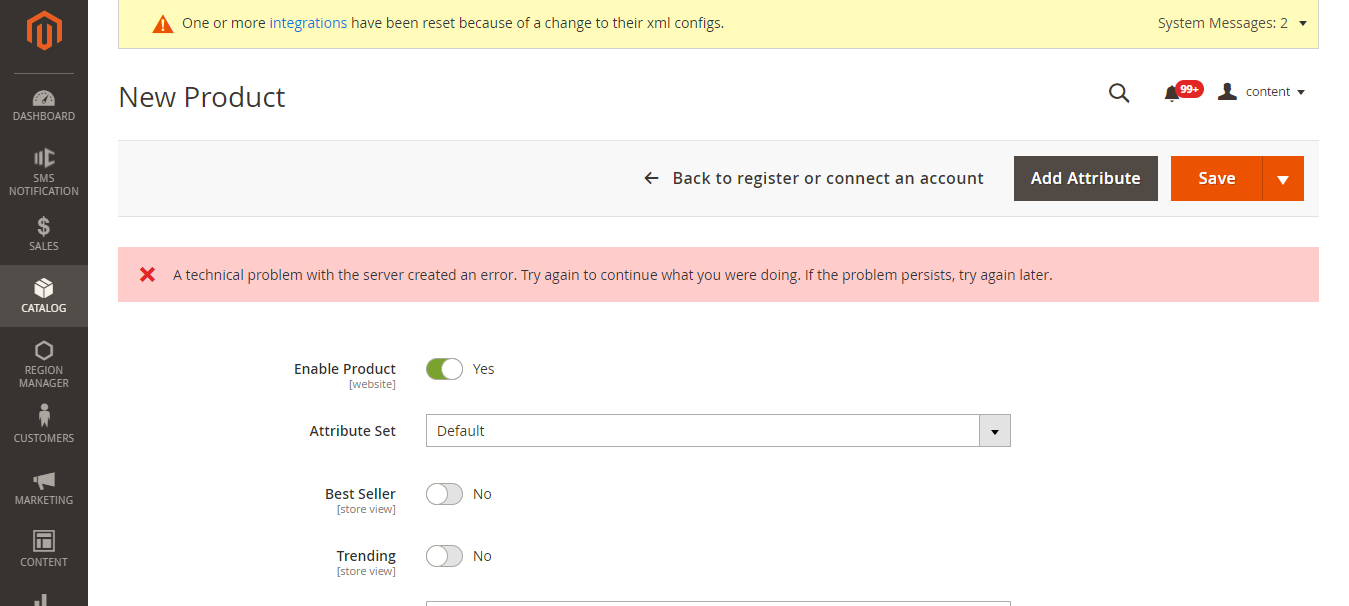 One or more integrations have been reset because of a change to their xml configs.
System Messages: 2
New Product
99+
content
Back to register or connect an account
Add Attribute
Save
A technical problem with the server created an error. Try again to continue what you were doing. If the problem persists, try again later.
DASHBOARD
SMS
NOTIFICATION
SALES
CATALOG
REGION
MANAGER
CUSTOMERS
MARKETING
CONTENT
Enable Product
[website]
Yes
Attribute Set
Default
Best Seller
[store view]
No
Trending
[store view]
No